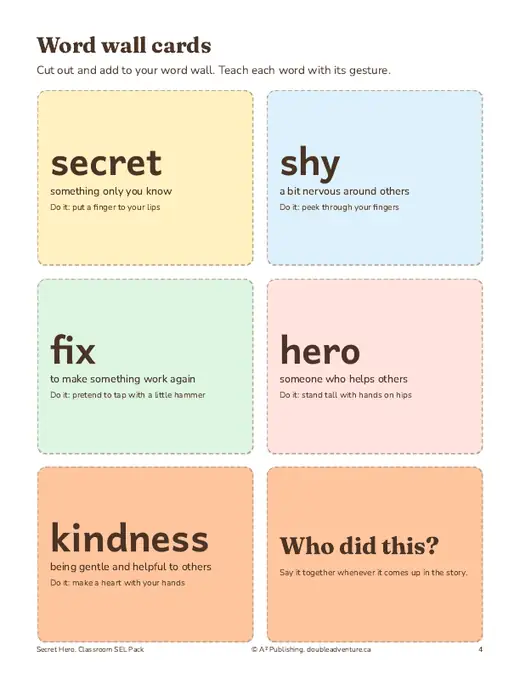 Word wall cards
Cut out and add to your word wall. Teach each word with its gesture.
secret
something only you know
Do it: put a finger to your lips
shy
a bit nervous around others
Do it: peek through your fingers
fix
to make something work again
Do it: pretend to tap with a little hammer
hero
someone who helps others
Do it: stand tall with hands on hips
kindness
being gentle and helpful to others
Do it: make a heart with your hands
Who did this?
Say it together whenever it comes up in the story.
Secret Hero. Classroom SEL Pack
© A² Publishing. doubleadventure.ca
4